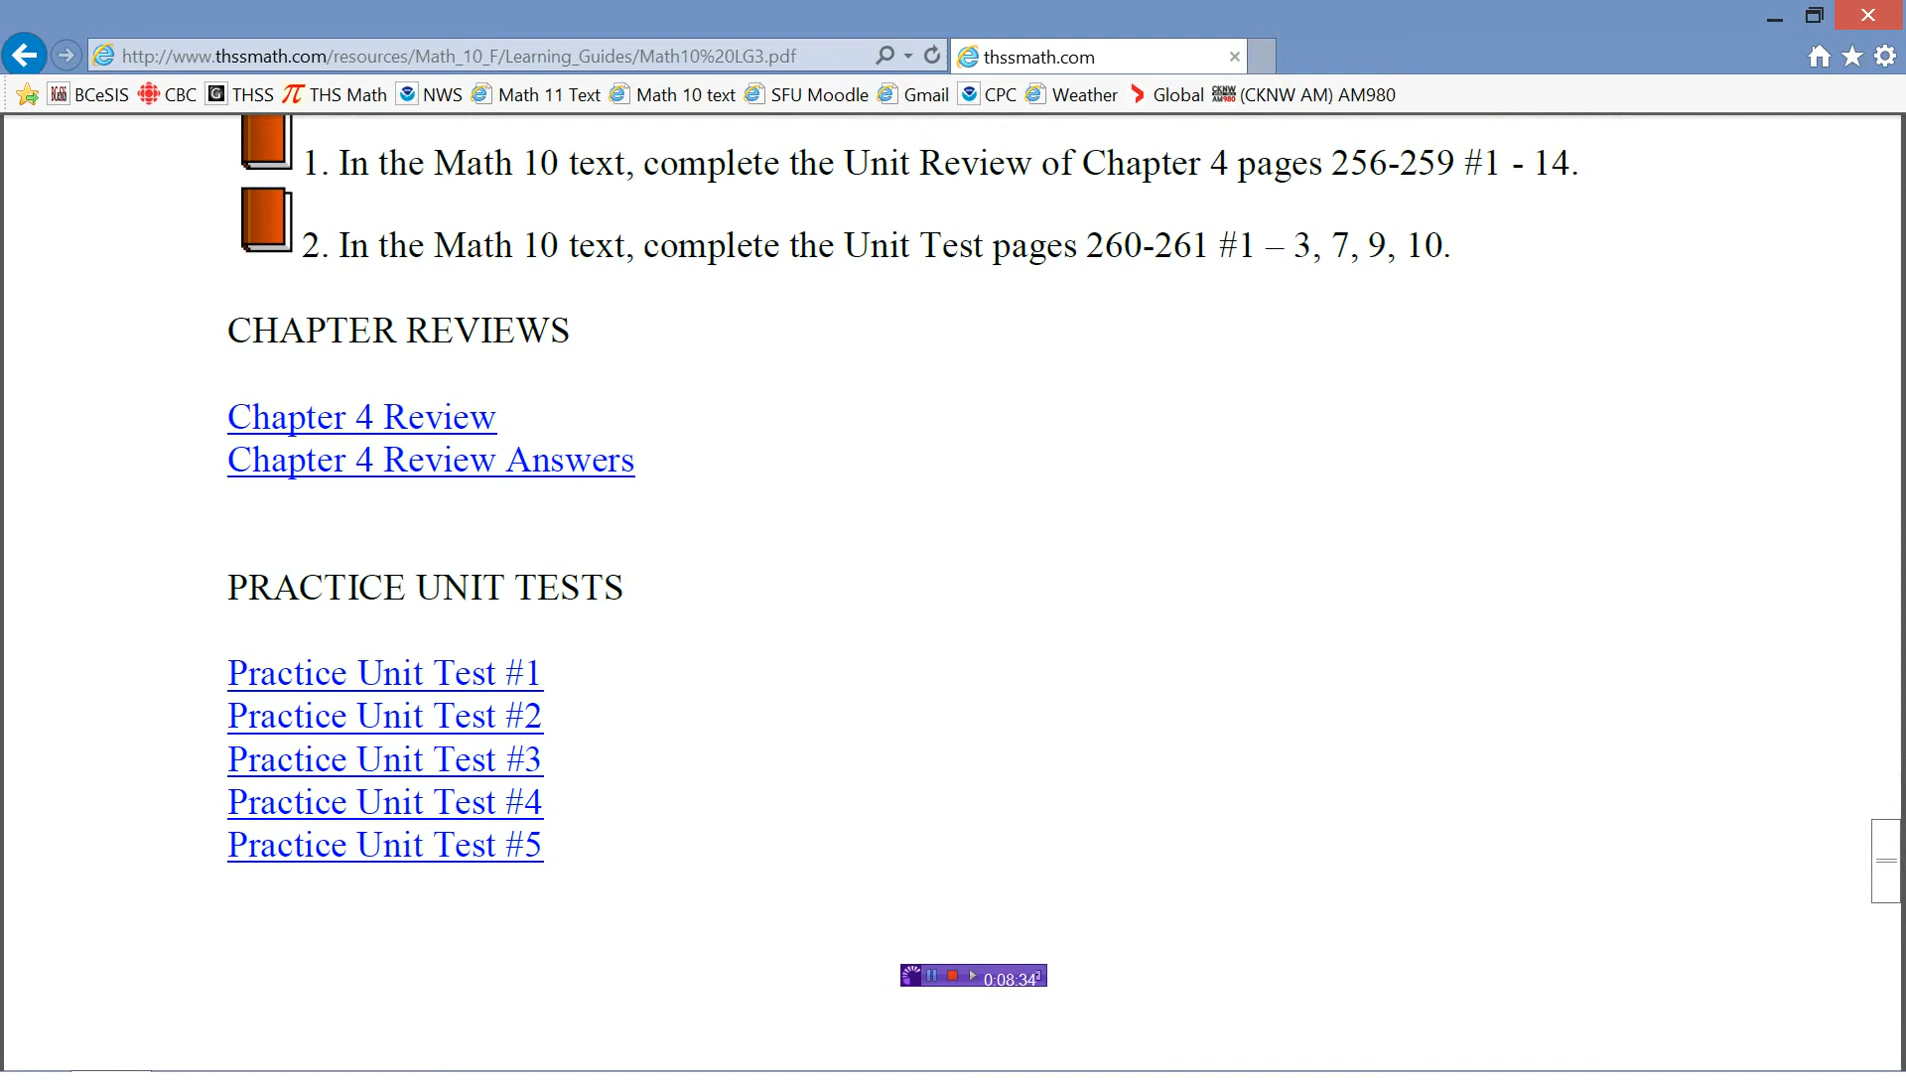 http://www.thssmath.com/resources/Math_10_F/Learning_Guides/Math10%20LG3.pdf
thssmath.com
BCeSIS CBC THSS THS Math NWS Math 11 Text Math 10 text SFU Moodle Gmail CPC Weather Global (CKNW AM) AM980
1. In the Math 10 text, complete the Unit Review of Chapter 4 pages 256-259 #1 - 14.
2. In the Math 10 text, complete the Unit Test pages 260-261 #1 – 3, 7, 9, 10.
CHAPTER REVIEWS
Chapter 4 Review
Chapter 4 Review Answers
PRACTICE UNIT TESTS
Practice Unit Test #1
Practice Unit Test #2
Practice Unit Test #3
Practice Unit Test #4
Practice Unit Test #5
0:08:34